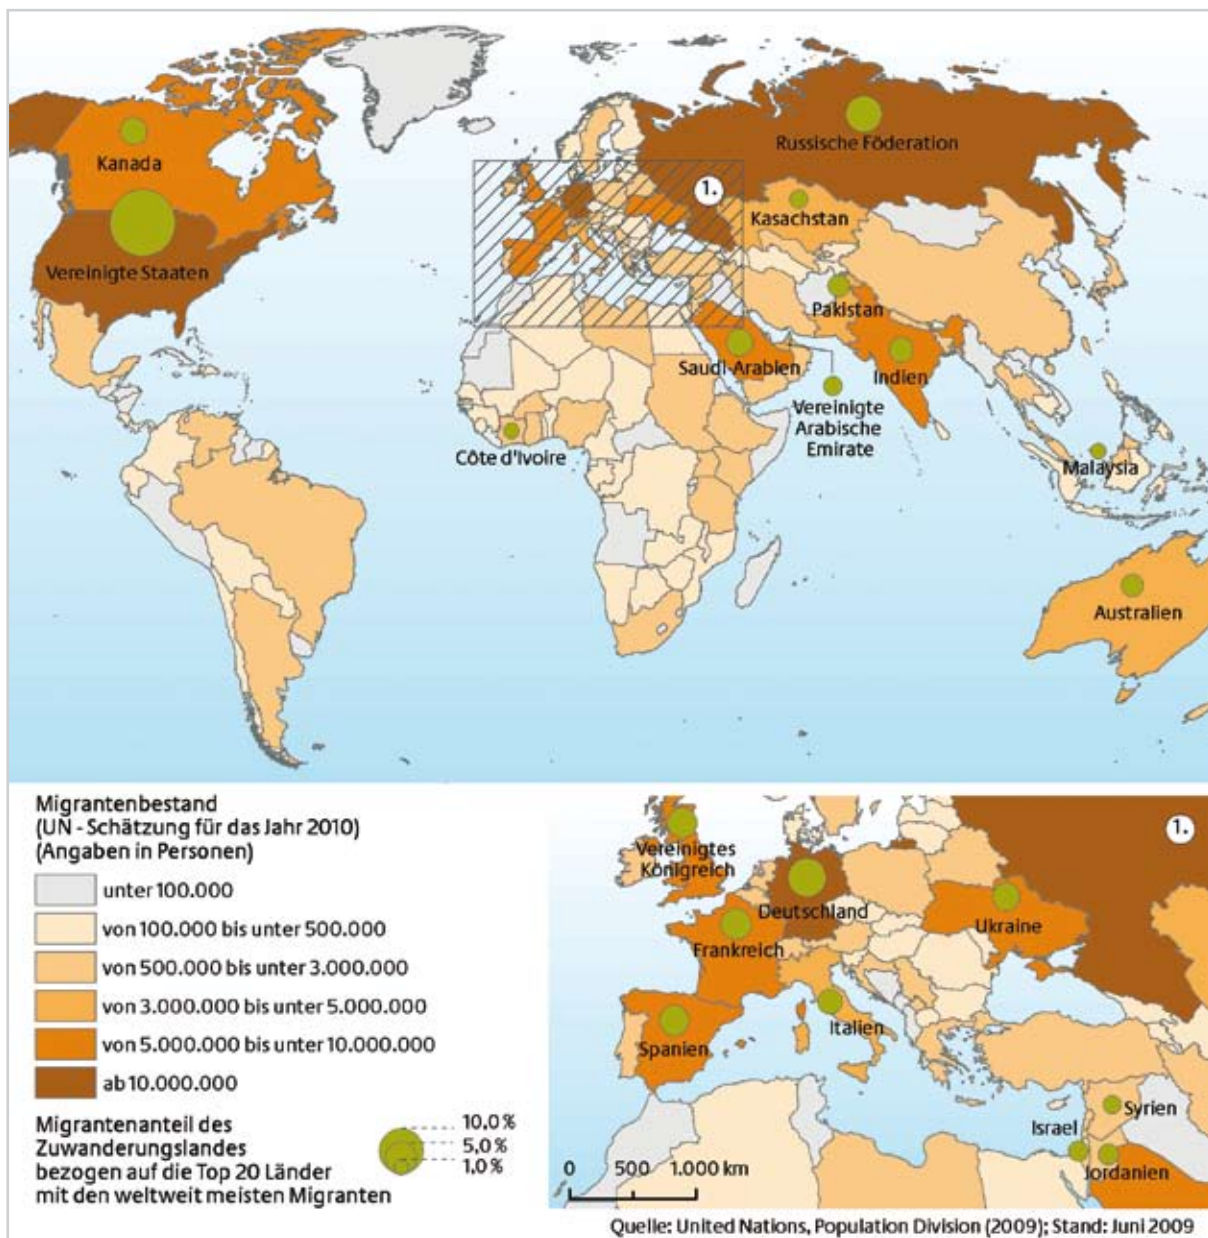 Kanada
Vereinigte Staaten
Russische Föderation
1.
Kasachstan
Pakistan
Saudi-Arabien
Indien
Vereinigte
Arabische
Emirate
Côte d'Ivoire
Malaysia
Australien
Migrantenbestand
(UN - Schätzung für das Jahr 2010)
(Angaben in Personen)
unter 100.000
von 100.000 bis unter 500.000
von 500.000 bis unter 3.000.000
von 3.000.000 bis unter 5.000.000
von 5.000.000 bis unter 10.000.000
ab 10.000.000
Migrantenanteil des
Zuwanderungslandes
bezogen auf die Top 20 Länder
mit den weltweit meisten Migranten
10.0 %
5,0 %
1,0 %
1.
Vereinigtes
Königreich
Deutschland
Frankreich
Ukraine
Italien
Spanien
Syrien
Israel
Jordanien
0 500 1.000 km
Quelle: United Nations, Population Division (2009); Stand: Juni 2009